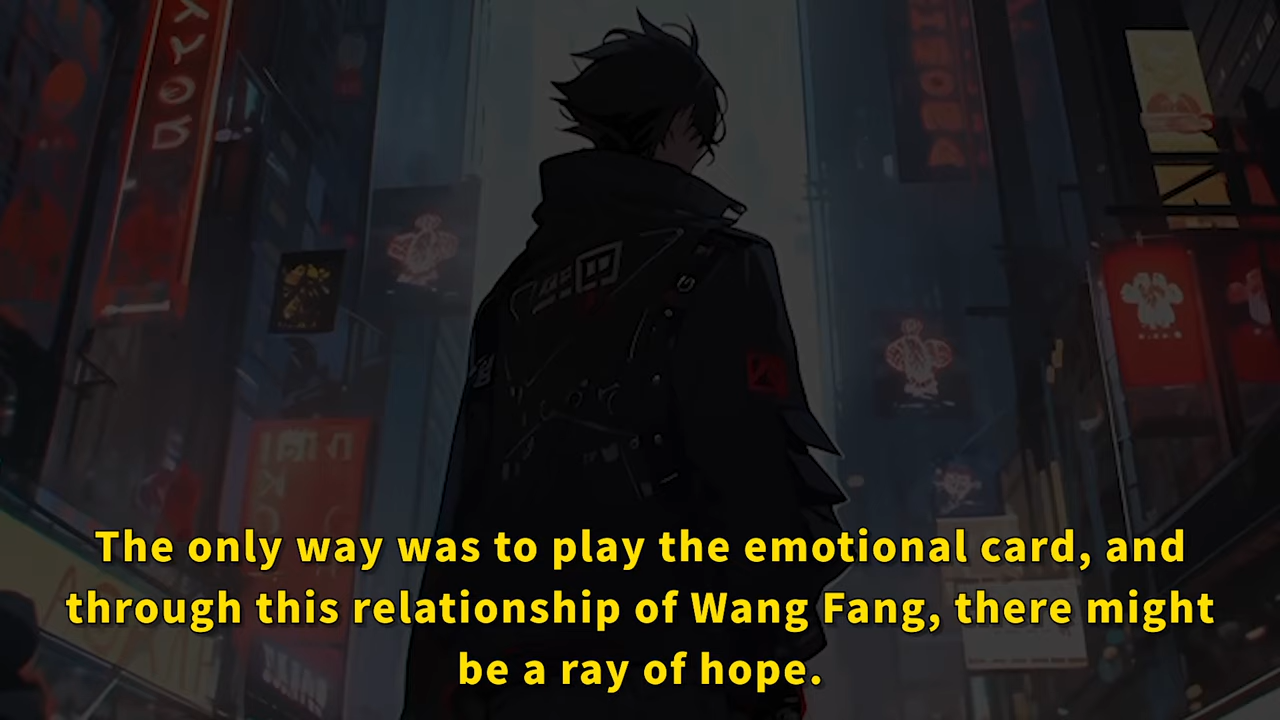 The only way was to play the emotional card, and
through this relationship of Wang Fang, there might
be a ray of hope.